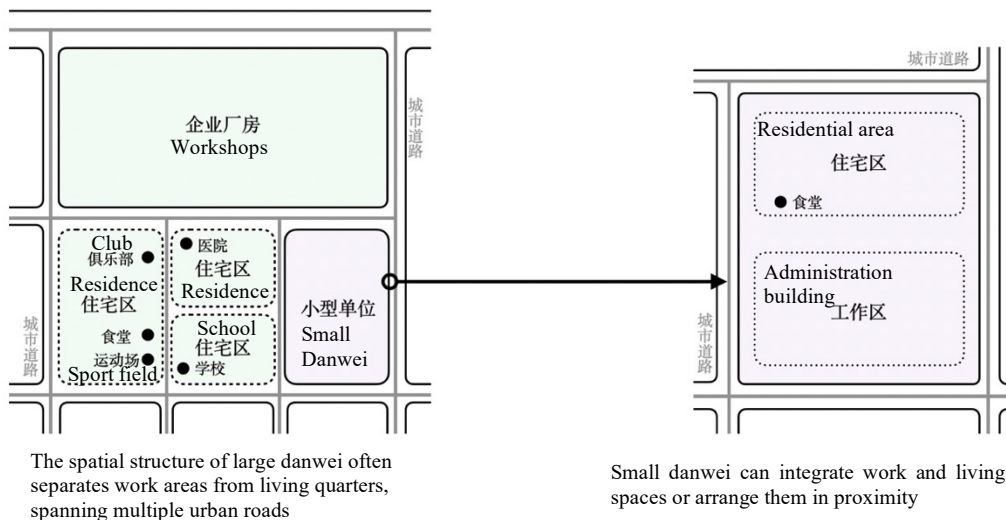 企业厂房
Workshops
城市道路
Club
俱乐部
Residence
住宅区
食堂
运动场
Sport field
城市道路
医院
住宅区
Residence
School
住宅区
学校
小型单位
Small
Danwei
The spatial structure of large danwei often
separates work areas from living quarters,
spanning multiple urban roads
城市道路
Residential area
住宅区
食堂
Administration
building
工作区
城市道路
Small danwei can integrate work and living
spaces or arrange them in proximity